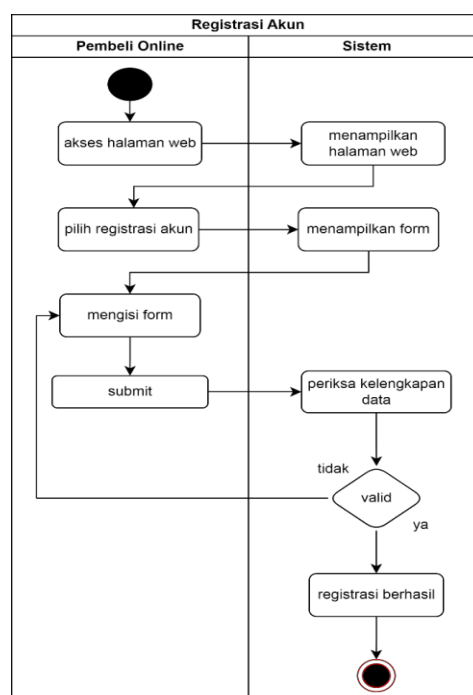 Registrasi Akun
Pembeli Online
Sistem
akses halaman web
menampilkan
halaman web
pilih registrasi akun
menampilkan form
mengisi form
submit
periksa kelengkapan
data
tidak
valid
ya
registrasi berhasil